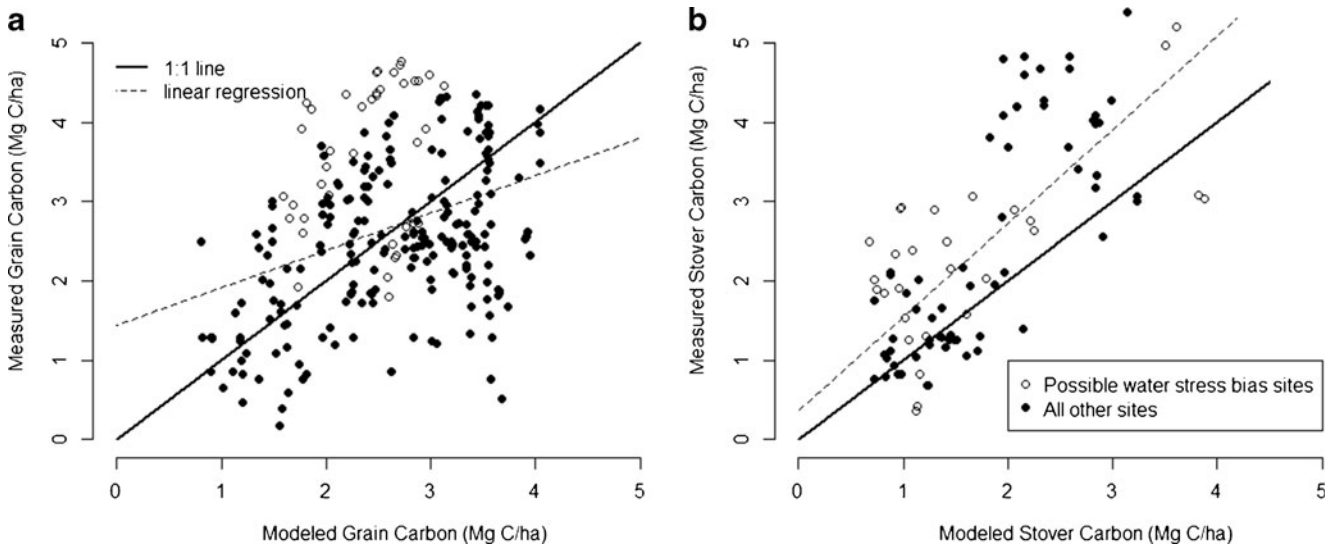 a
1:1 line
linear regression
Measured Grain Carbon (Mg C/ha)
5
4
3
2
1
0
0 1 2 3 4 5
Modeled Grain Carbon (Mg C/ha)
b
Measured Stover Carbon (Mg C/ha)
5
4
3
2
1
0
Possible water stress bias sites
All other sites
0 1 2 3 4 5
Modeled Stover Carbon (Mg C/ha)